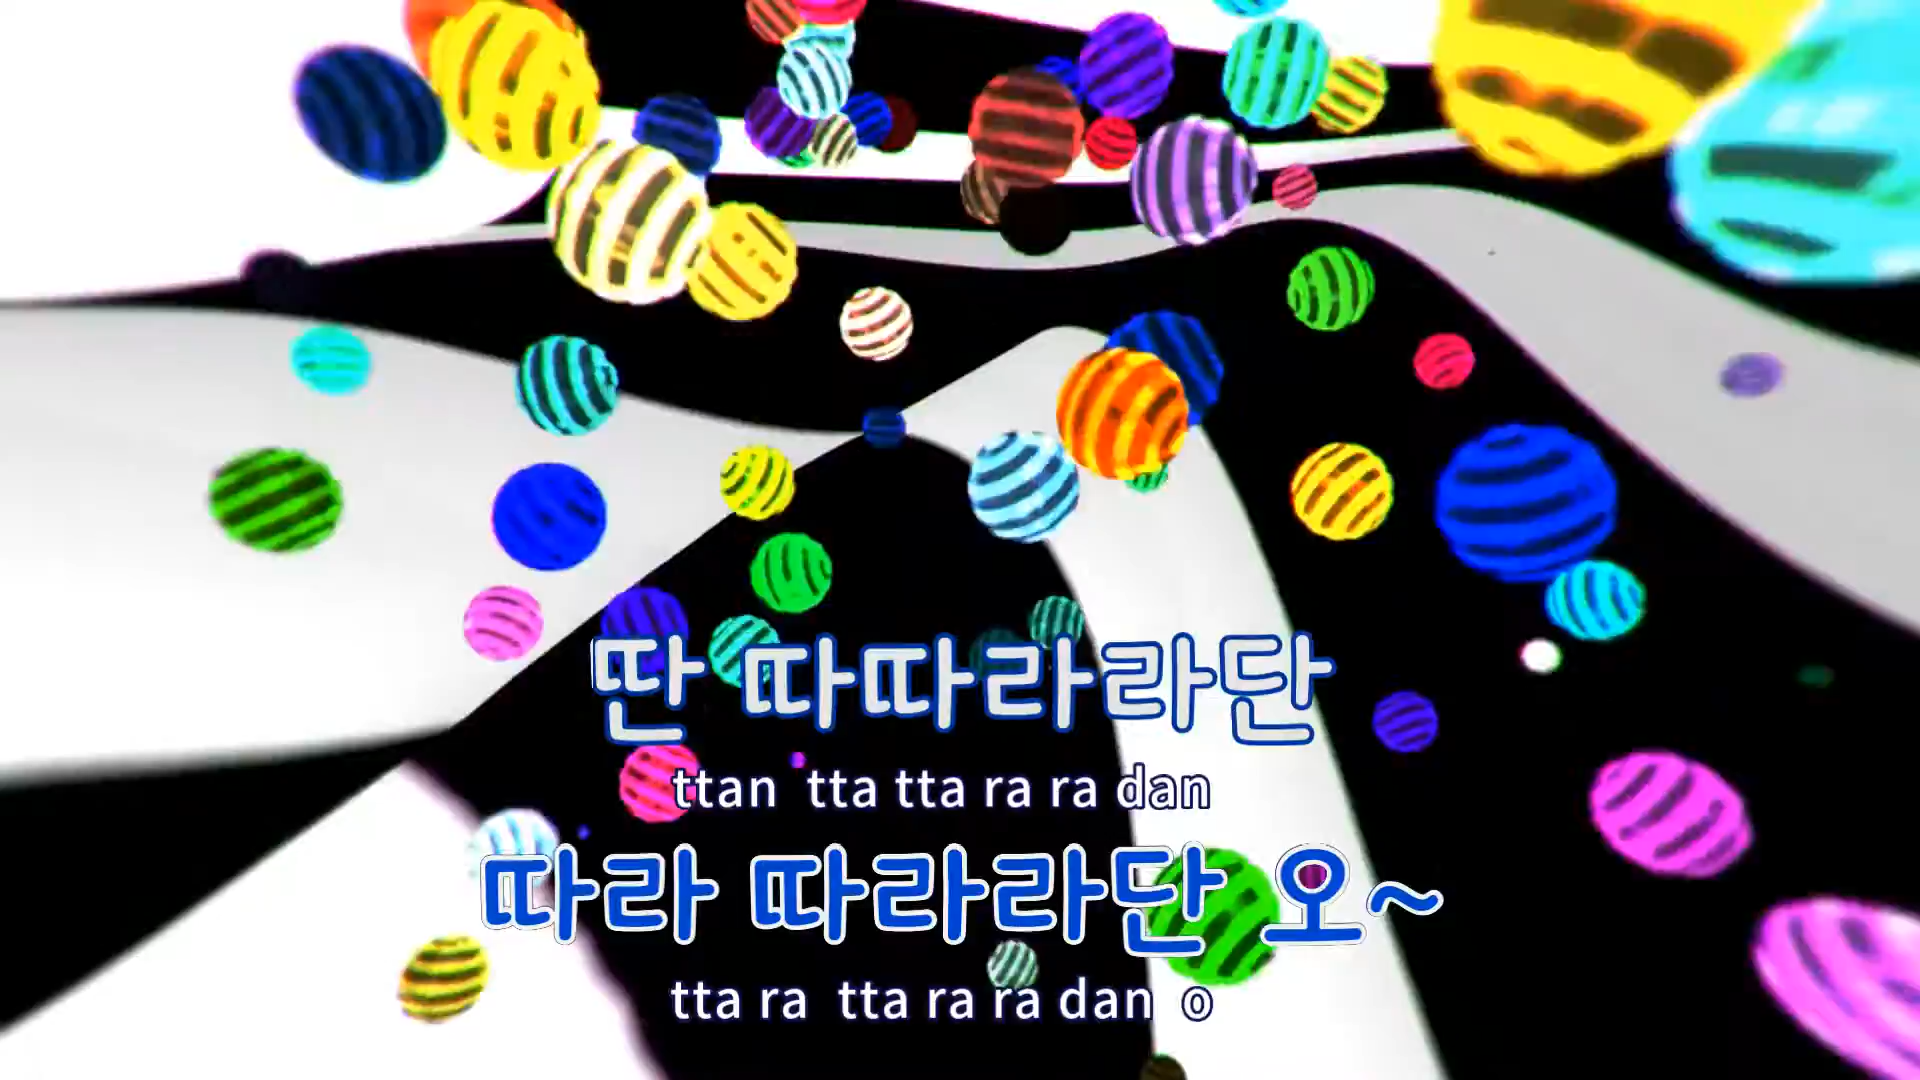 딴 따따라라단
ttan tta tta ra ra dan
따라 따라라단 오~
tta ra tta ra ra dan o